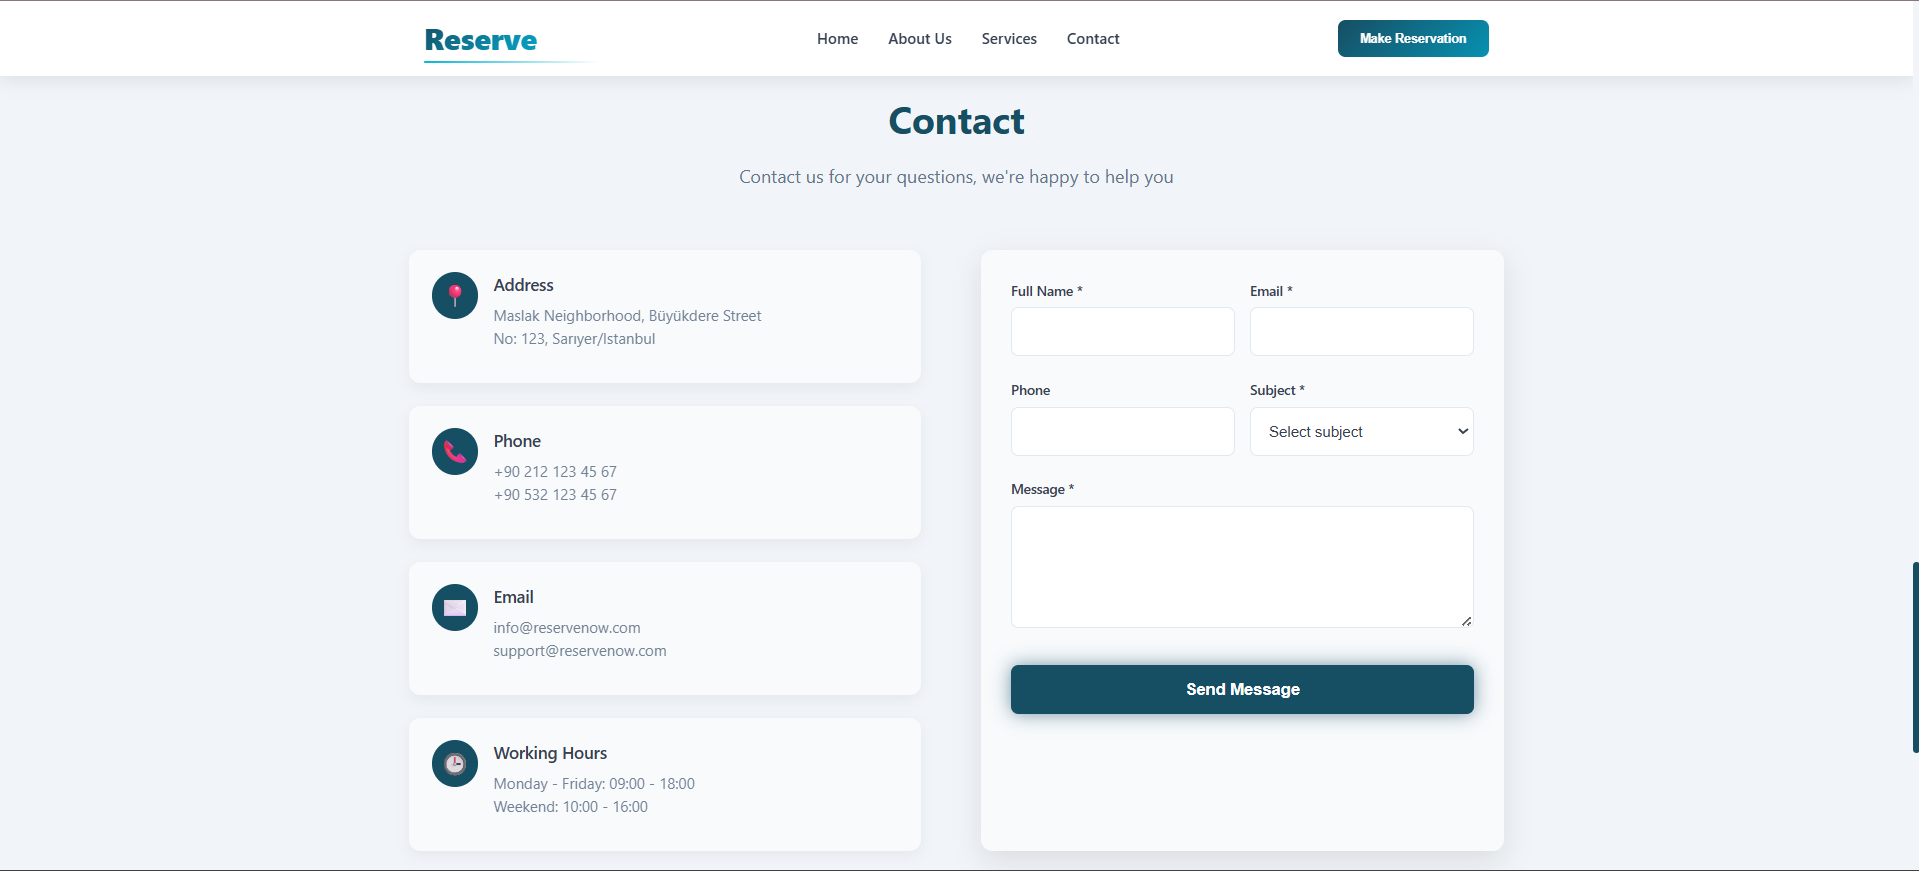 Reserve
Home
About Us
Services
Contact
Make Reservation
Contact
Contact us for your questions, we're happy to help you
Address
Maslak Neighborhood, Büyükdere Street
No: 123, Sarıyer/Istanbul
Phone
+90 212 123 45 67
+90 532 123 45 67
Email
info@reservenow.com
support@reservenow.com
Working Hours
Monday - Friday: 09:00 - 18:00
Weekend: 10:00 - 16:00
Full Name *
Email *
Phone
Subject *
Select subject
Message *
Send Message